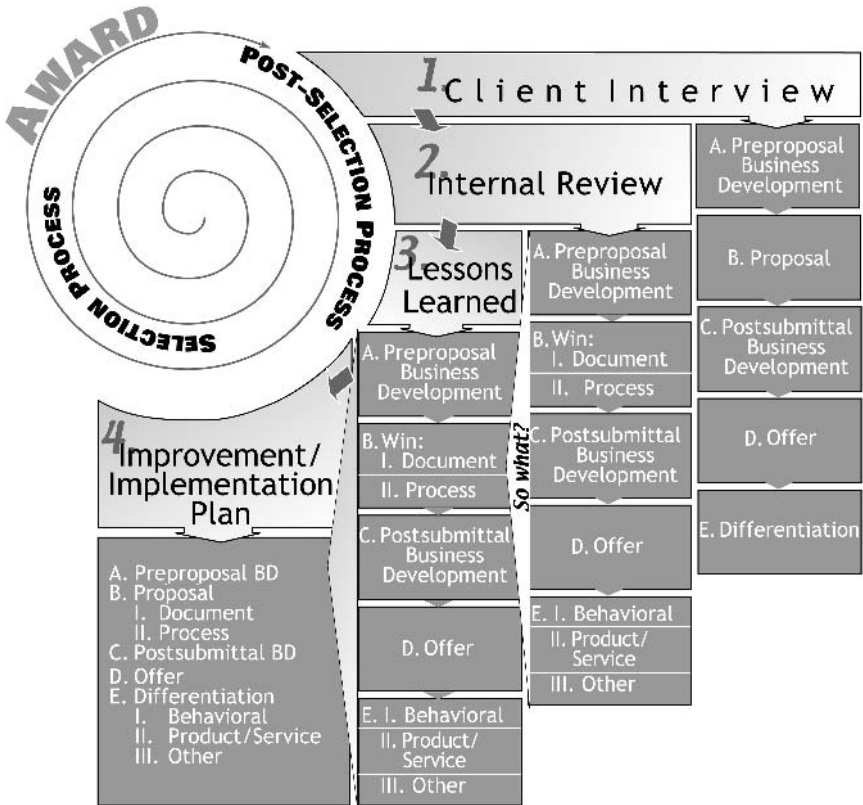 AWARD
POST-SELECTION PROCESS
SELECTION PROCESS
1. Client Interview
A. Preproposal
Business
Development
B. Proposal
C. Postsubmittal
Business
Development
D. Offer
E. Differentiation
2. Internal Review
A. Preproposal
Business
Development
B. Win:
I. Document
II. Process
C. Postsubmittal
Business
Development
D. Offer
E. I. Behavioral
II. Product/
Service
III. Other
So what?
3. Lessons
Learned
A. Preproposal
Business
Development
B. Win:
I. Document
II. Process
C. Postsubmittal
Business
Development
D. Offer
E. I. Behavioral
II. Product/
Service
III. Other
4. Improvement/
Implementation
Plan
A. Preproposal BD
B. Proposal
I. Document
II. Process
C. Postsubmittal BD
D. Offer
E. Differentiation
I. Behavioral
II. Product/Service
III. Other